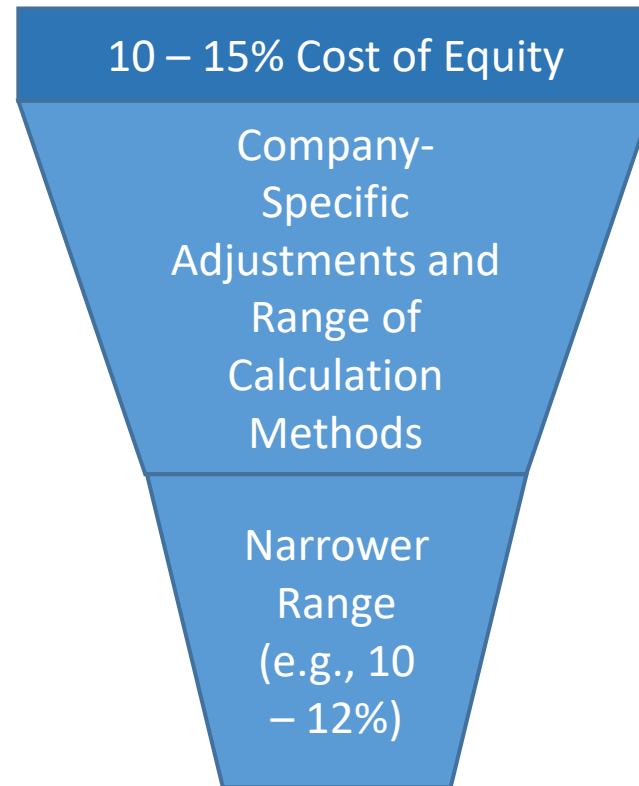 10 – 15% Cost of Equity
Company-
Specific
Adjustments and
Range of
Calculation
Methods
Narrower
Range
(e.g., 10
– 12%)